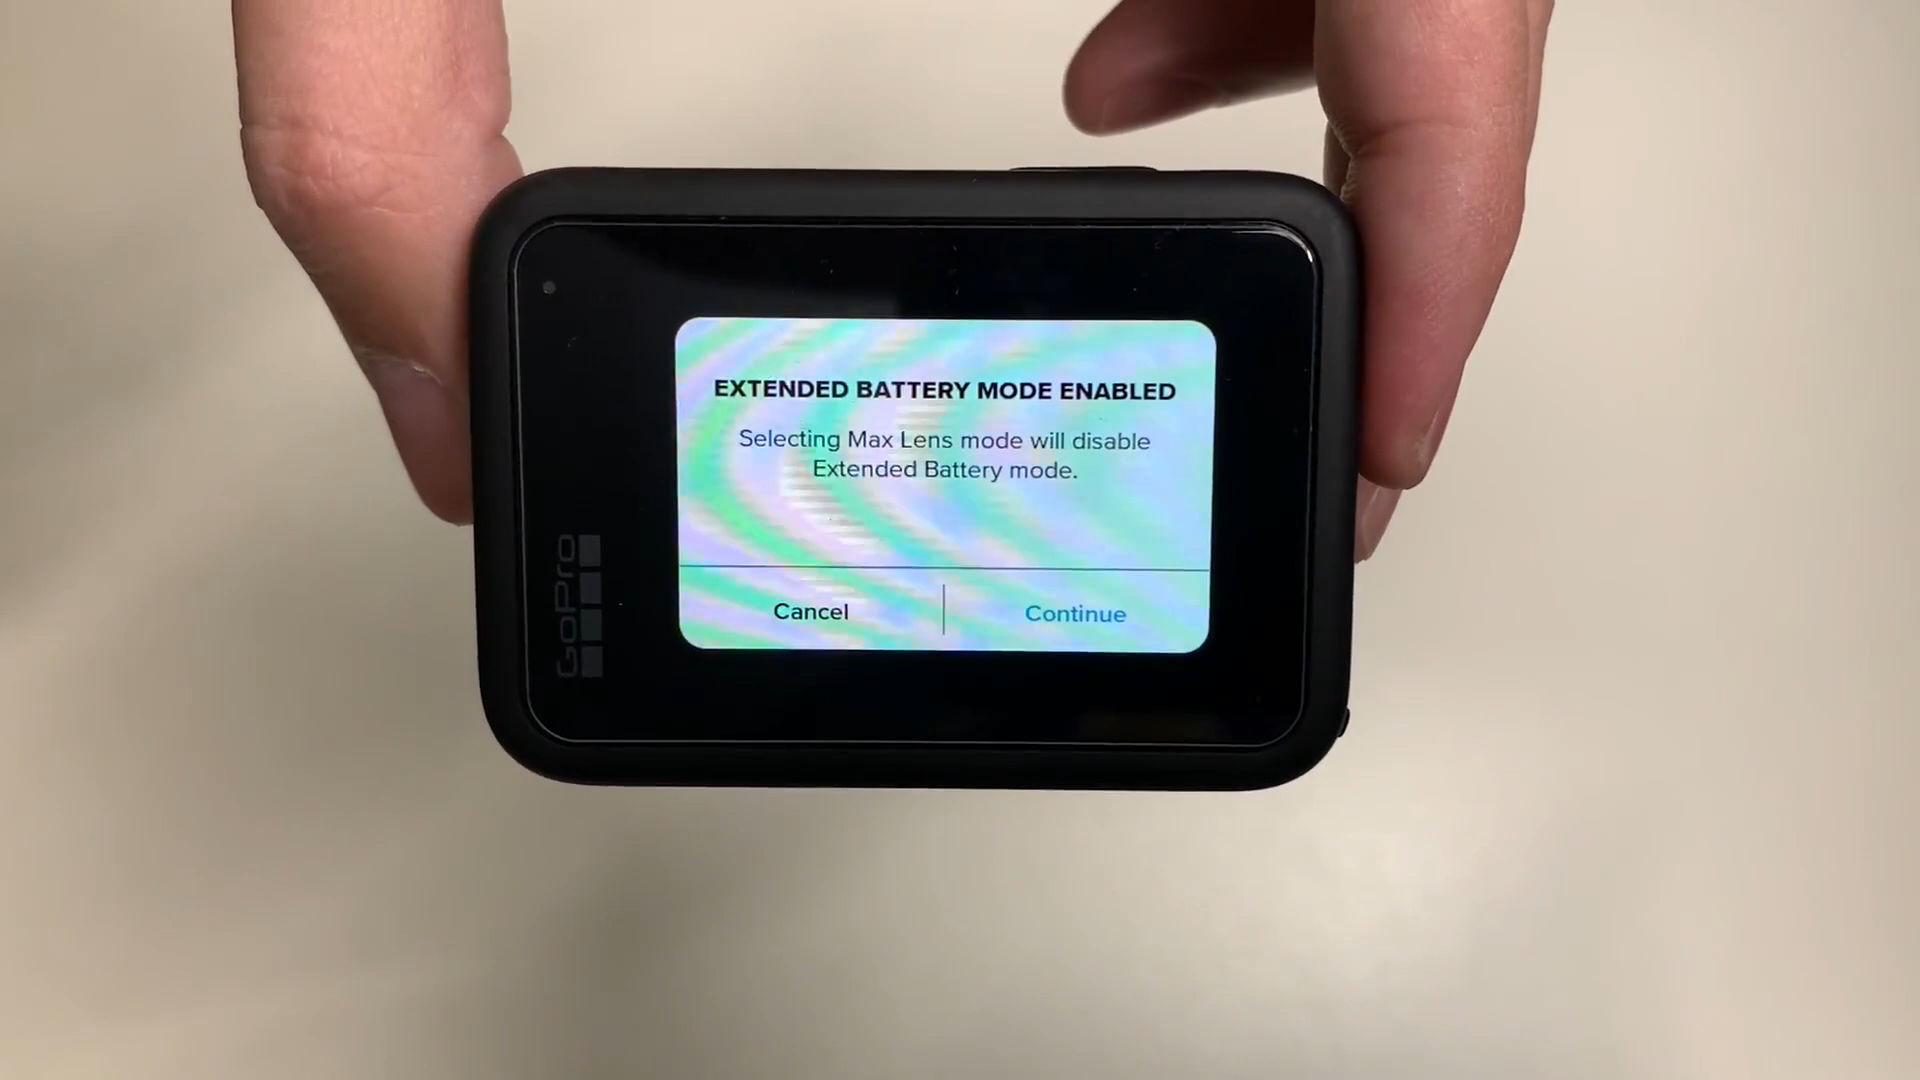 EXTENDED BATTERY MODE ENABLED
Selecting Max Lens mode will disable
Extended Battery mode.
Cancel
Continue
GoPro